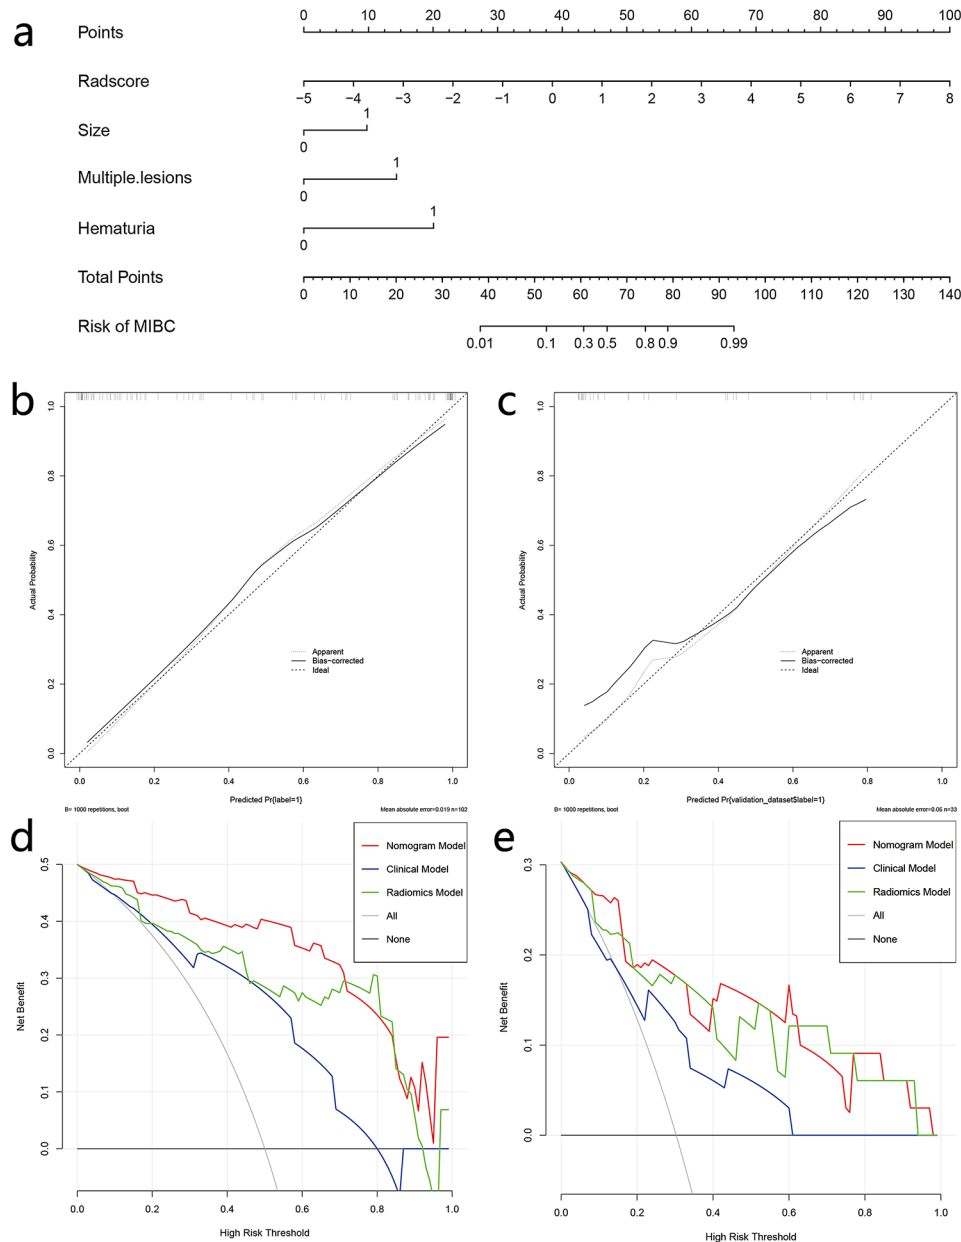 a
0 10 20 30 40 50 60 70 80 90 100
Points
Radscore
−5 −4 −3 −2 −1 0 1 2 3 4 5 6 7 8
1
Size
0
1
Multiple.lesions
0
1
Hematuria
0
Total Points
0 10 20 30 40 50 60 70 80 90 100 110 120 130 140
Risk of MIBC
0.01 0.1 0.3 0.5 0.8 0.9 0.99
b
1.0
0.8
0.6
0.4
0.2
0.0
Actual Probability
Apparent
Bias−corrected
Ideal
0.0 0.2 0.4 0.6 0.8 1.0
Predicted Pr{label=1}
B= 1000 repetitions, boot
Mean absolute error=0.019 n=102
c
1.0
0.8
0.6
0.4
0.2
0.0
Actual Probability
Apparent
Bias−corrected
Ideal
0.0 0.2 0.4 0.6 0.8 1.0
Predicted Pr{validation_dataset$label=1}
B= 1000 repetitions, boot
Mean absolute error=0.06 n=33
d
Nomogram Model
Clinical Model
Radiomics Model
All
None
0.5
0.4
0.3
0.2
0.1
0.0
Net Benefit
0.0 0.2 0.4 0.6 0.8 1.0
High Risk Threshold
e
Nomogram Model
Clinical Model
Radiomics Model
All
None
0.3
0.2
0.1
0.0
Net Benefit
0.0 0.2 0.4 0.6 0.8 1.0
High Risk Threshold